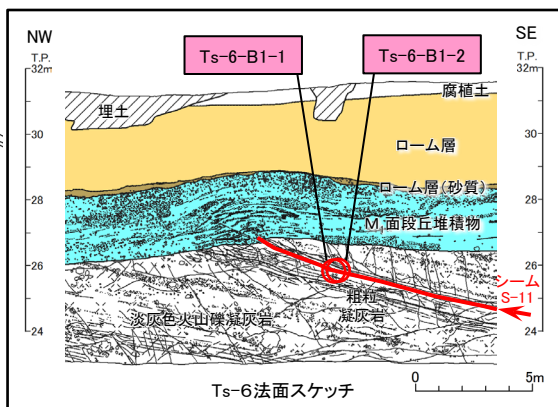 NW
SE
T.P.
T.P.
Ts-6-B1-1
Ts-6-B1-2
32m
32m
腐植土
埋土
30
30
ローム層
ローム層(砂質)
28
28
M₁面段丘堆積物
26
26
シーム
S-11
粗粒
凝灰岩
淡灰色火山礫凝灰岩
24
24
Ts-6法面スケッチ
0
5m